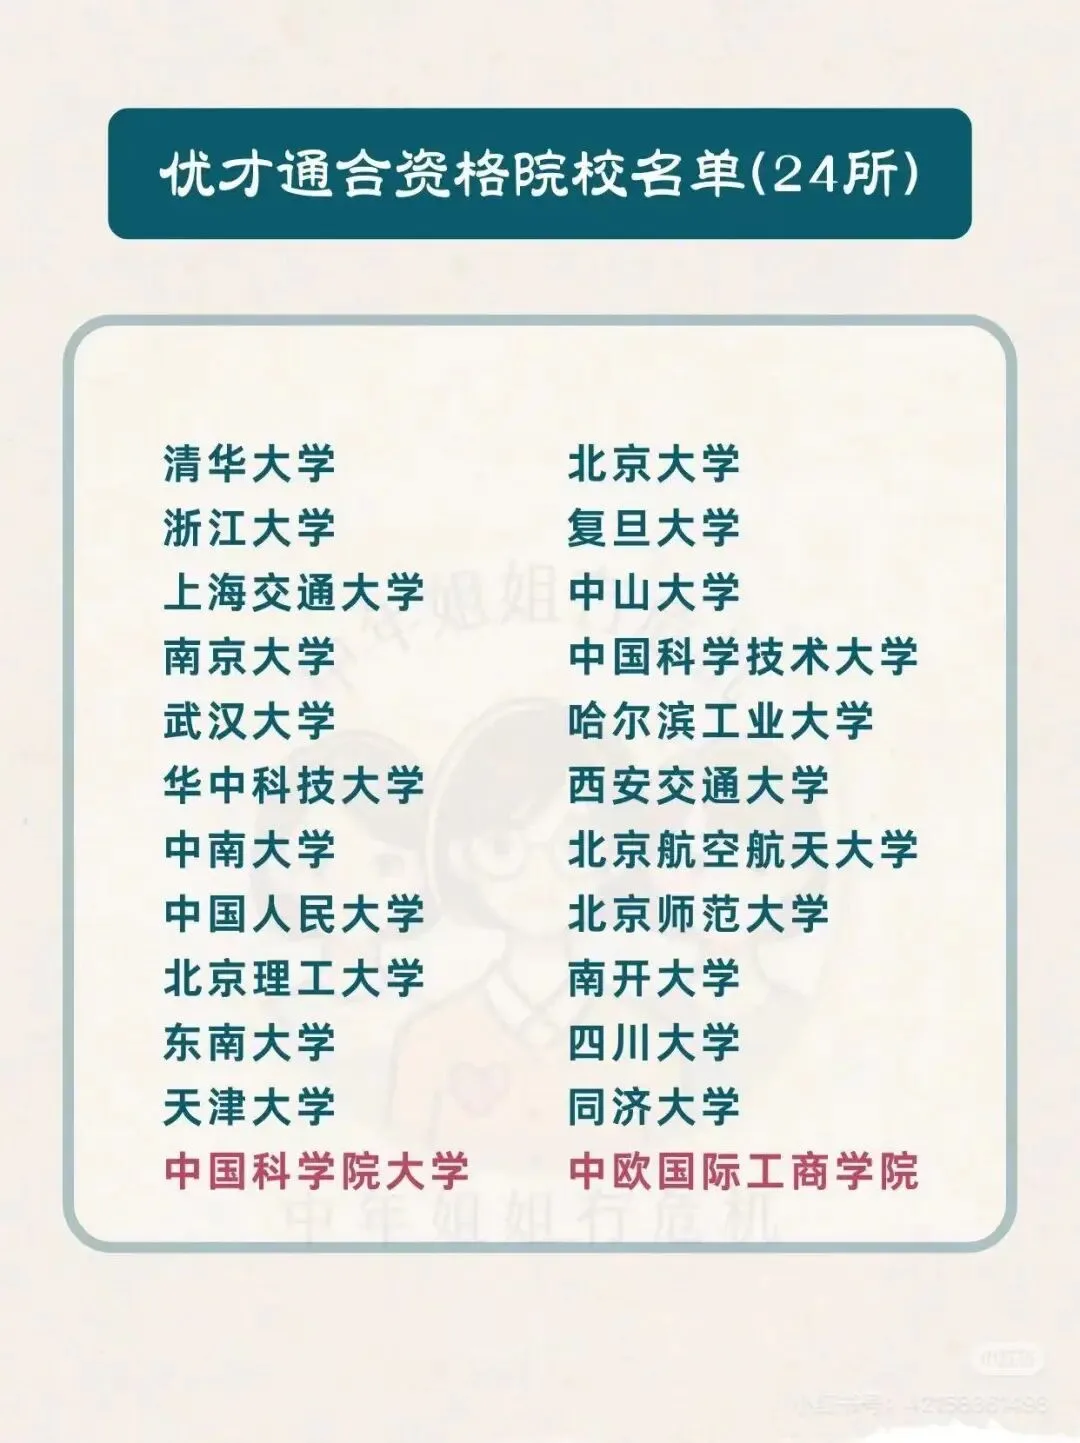 优才通合资格院校名单(24所)
清华大学 北京大学
浙江大学 复旦大学
上海交通大学 中山大学
南京大学 中国科学技术大学
武汉大学 哈尔滨工业大学
华中科技大学 西安交通大学
中南大学 北京航空航天大学
中国人民大学 北京师范大学
北京理工大学 南开大学
东南大学 四川大学
天津大学 同济大学
中国科学院大学 中欧国际工商学院
中年姐姐行危机
小红书